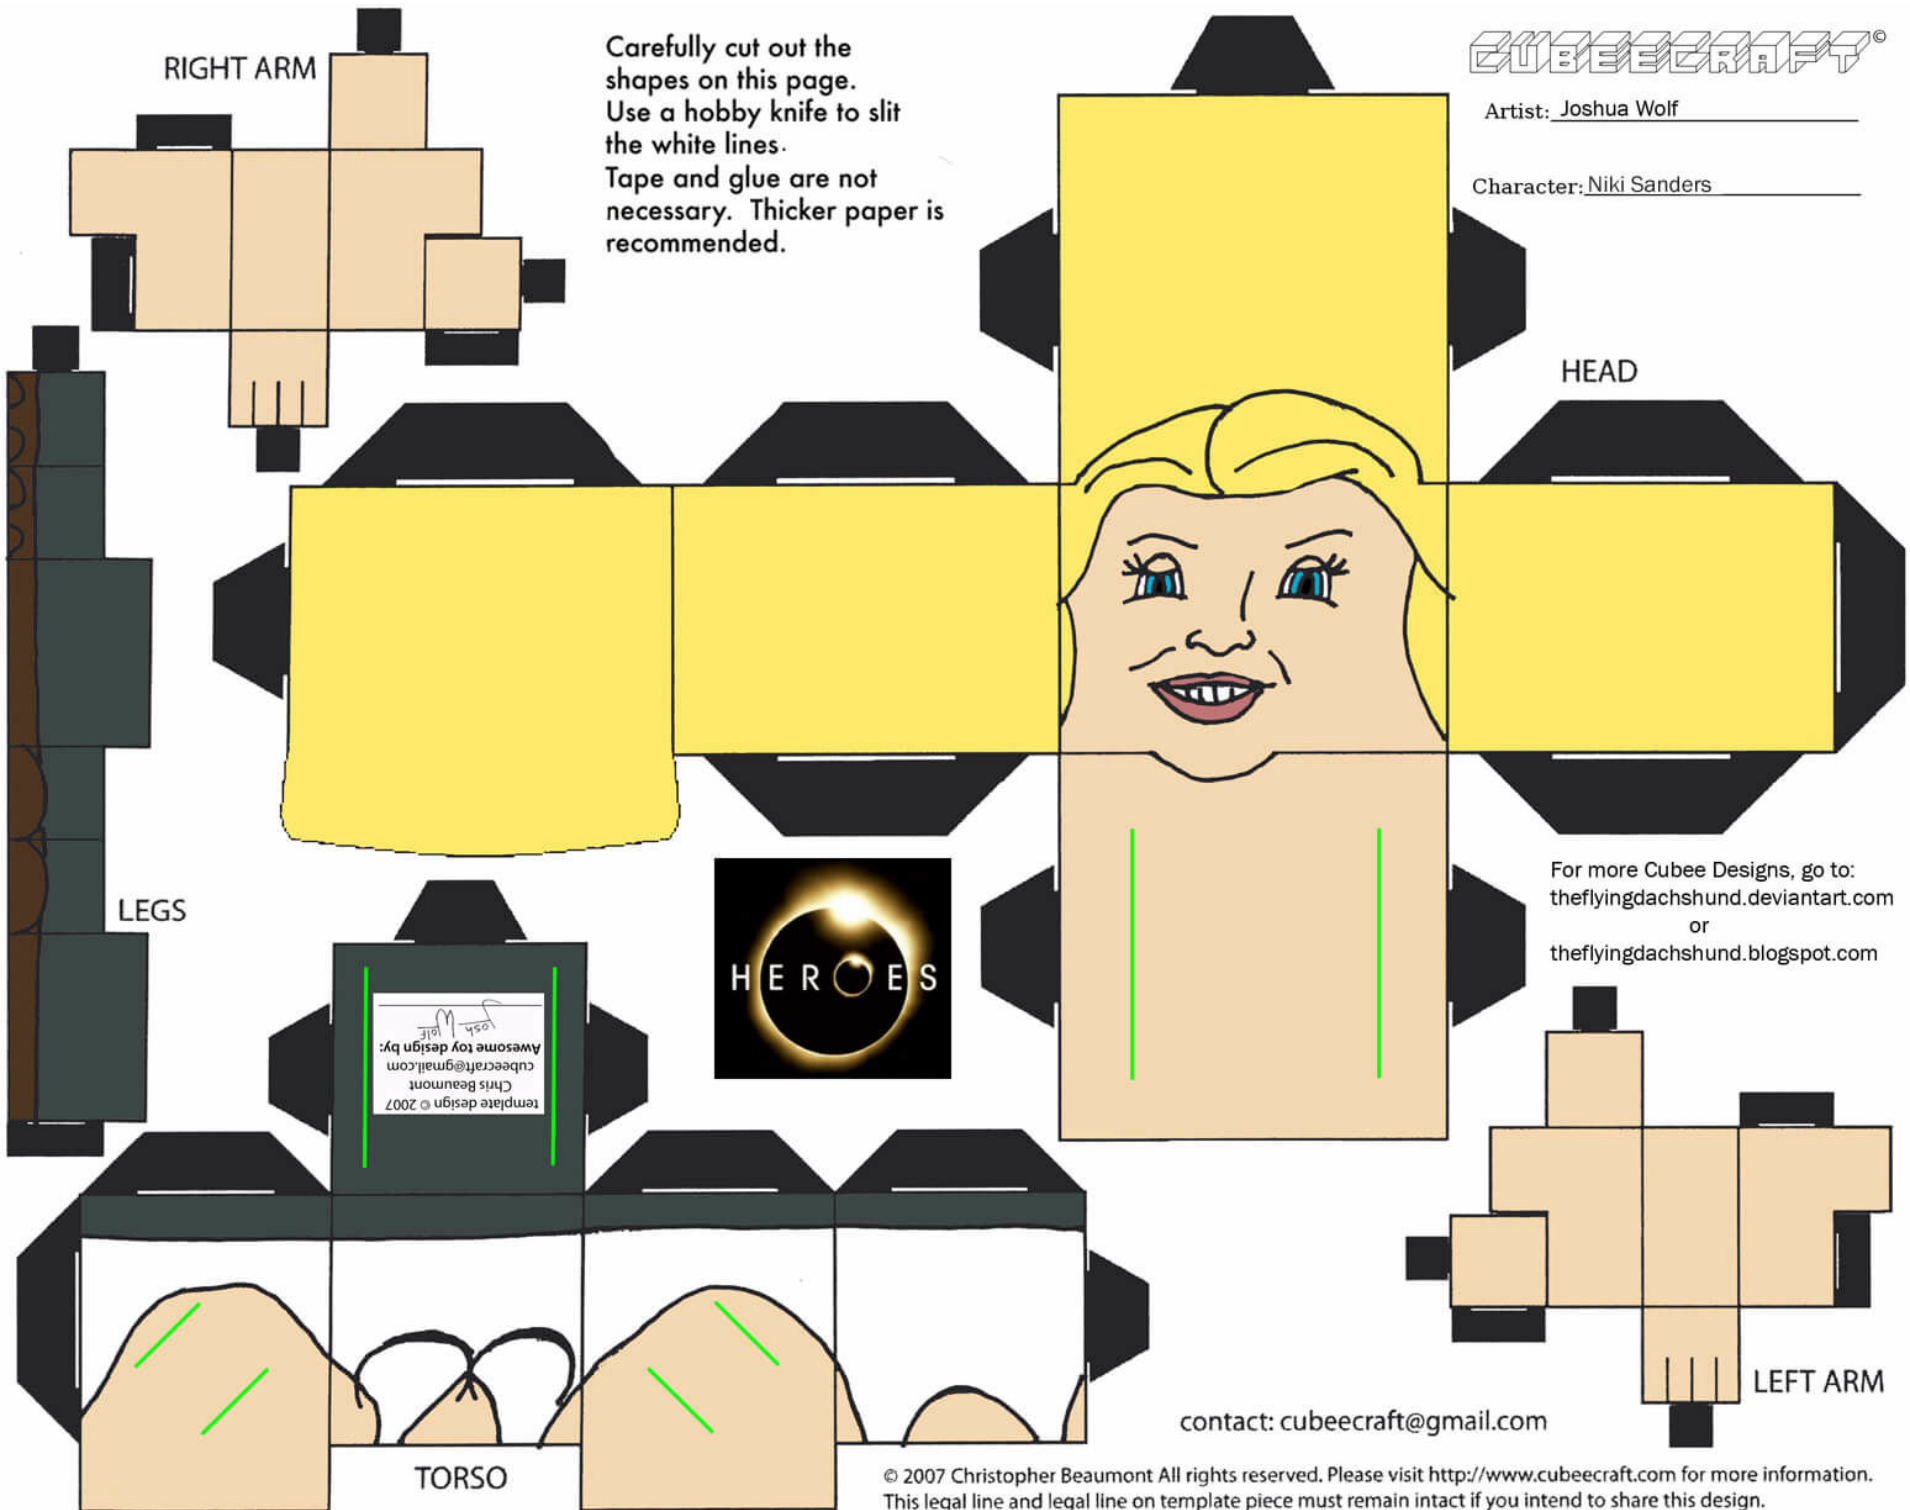 RIGHT ARM
Carefully cut out the
shapes on this page.
Use a hobby knife to slit
the white lines.
Tape and glue are not
necessary. Thicker paper is
recommended.
CUBEECRAFT©
Artist: Joshua Wolf
Character: Niki Sanders
HEAD
LEGS
HEROES
For more Cubee Designs, go to:
theflyingdachshund.deviantart.com
or
theflyingdachshund.blogspot.com
template design © 2007
Chris Beaumont
cubeecraft@gmail.com
Awesome toy design by:
Josh Wolf
LEFT ARM
contact: cubeecraft@gmail.com
TORSO
© 2007 Christopher Beaumont All rights reserved. Please visit http://www.cubeecraft.com for more information.
This legal line and legal line on template piece must remain intact if you intend to share this design.